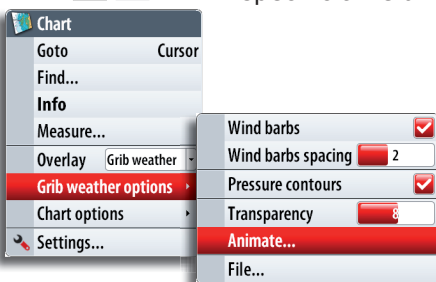 Chart
Goto Cursor
Find...
Info
Measure...
Overlay Grib weather
Grib weather options
Chart options
Settings...
Wind barbs
Wind barbs spacing 2
Pressure contours
Transparency 8
Animate...
File...